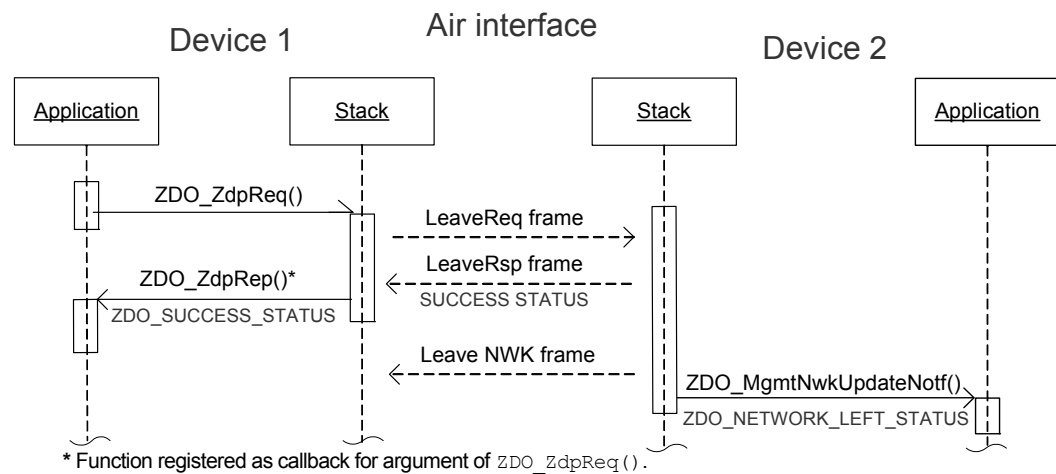 Device 1
Air interface
Device 2
Application
Stack
Stack
Application
ZDO_ZdpReq()
LeaveReq frame
LeaveRsp frame
SUCCESS STATUS
ZDO_ZdpRep()*
ZDO_SUCCESS_STATUS
Leave NWK frame
ZDO_MgmtNwkUpdateNotf()
ZDO_NETWORK_LEFT_STATUS
* Function registered as callback for argument of ZDO_ZdpReq().